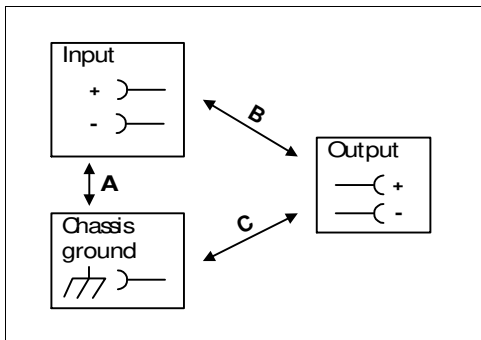 Input
+
-
B
A
Output
+
-
Chassis
ground
C